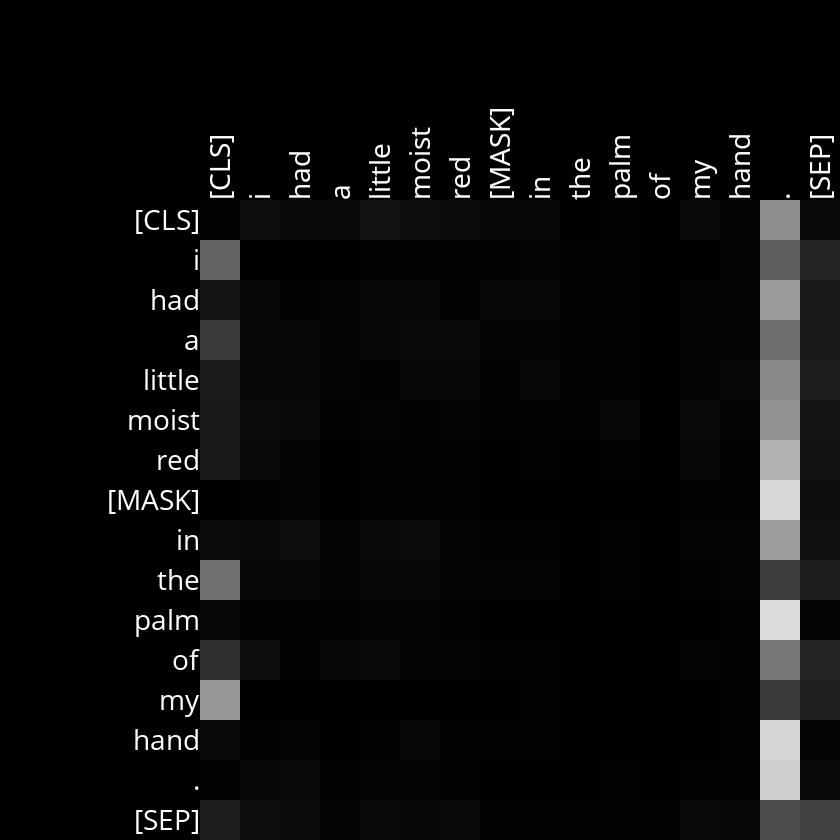 [CLS] i had a little moist red [MASK] in the palm of my hand . [SEP]
[CLS]
i
had
a
little
moist
red
[MASK]
in
the
palm
of
my
hand
.
[SEP]